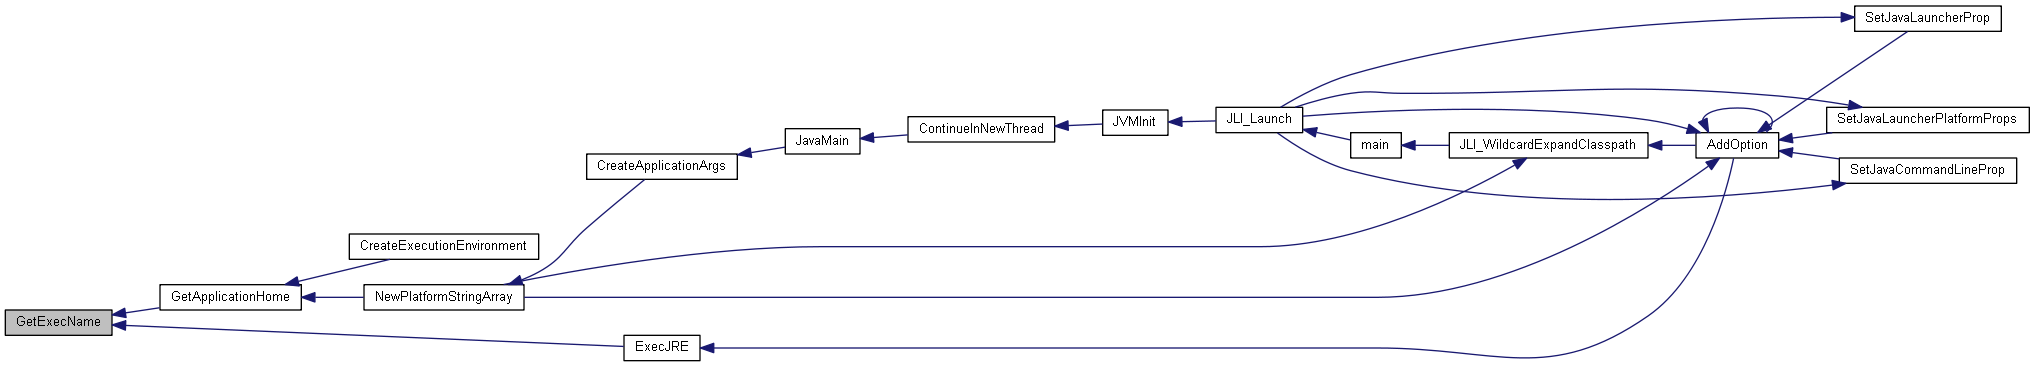 SetJavaLauncherProp
JLI_Launch
SetJavaLauncherPlatformProps
JVMInit
ContinueInNewThread
JavaMain
main
JLI_WildcardExpandClasspath
AddOption
CreateApplicationArgs
SetJavaCommandLineProp
CreateExecutionEnvironment
GetApplicationHome
NewPlatformStringArray
GetExecName
ExecJRE